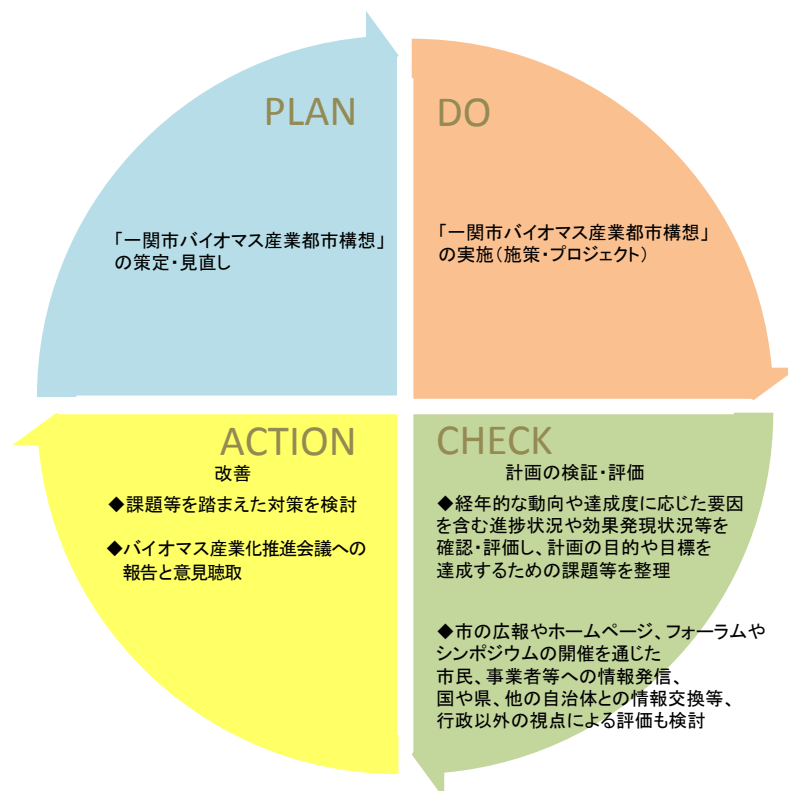 PLAN
「一関市バイオマス産業都市構想」
の策定・見直し
DO
「一関市バイオマス産業都市構想」
の実施(施策・プロジェクト)
ACTION
改善
◆課題等を踏まえた対策を検討
◆バイオマス産業化推進会議への
報告と意見聴取
CHECK
計画の検証・評価
◆経年的な動向や達成度に応じた要因
を含む進捗状況や効果発現状況等を
確認・評価し、計画の目的や目標を
達成するための課題等を整理
◆市の広報やホームページ、フォーラムや
シンポジウムの開催を通じた
市民、事業者等への情報発信、
国や県、他の自治体との情報交換等、
行政以外の視点による評価も検討